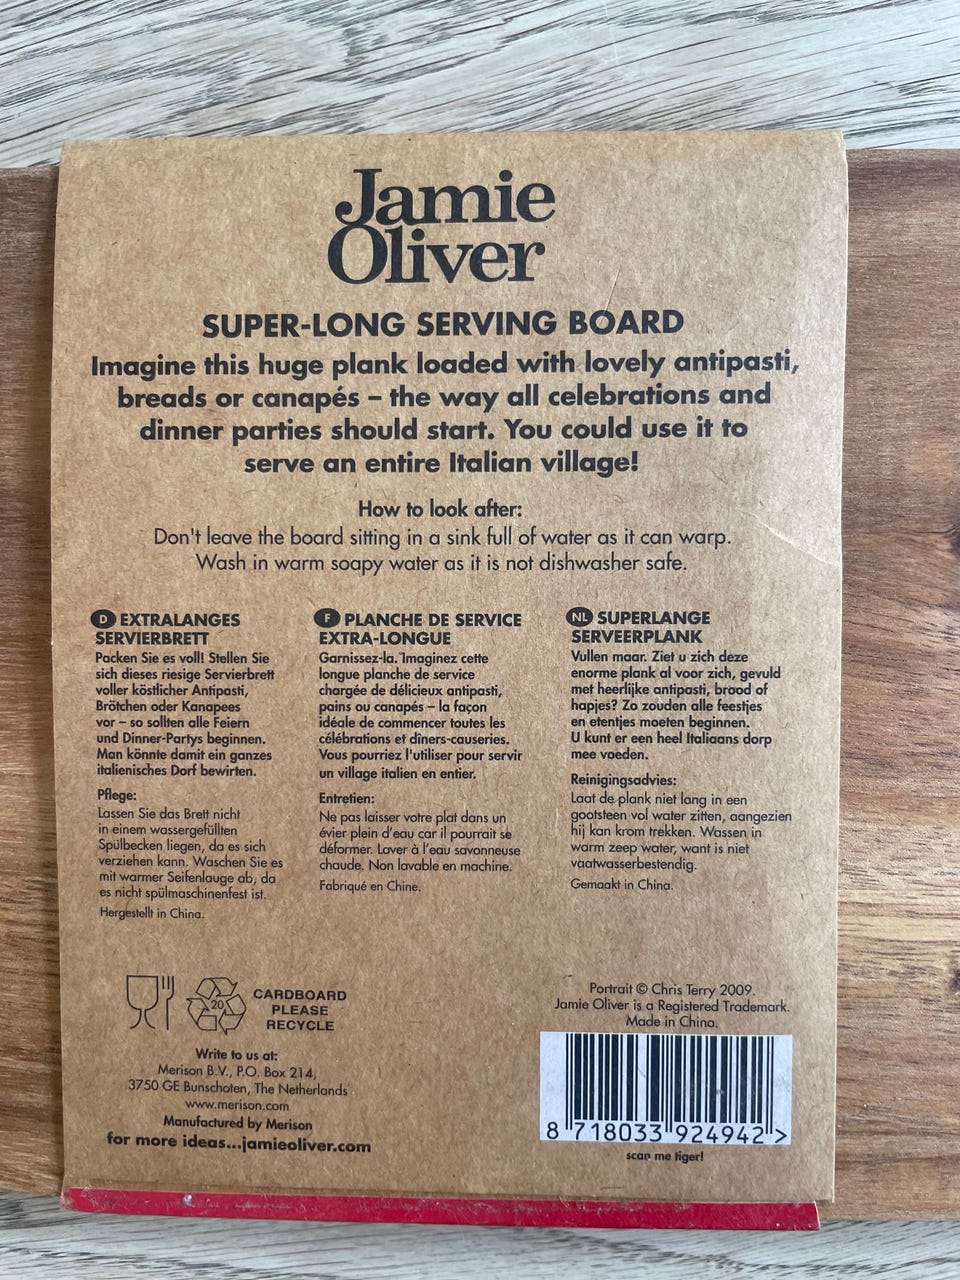 Jamie
Oliver
SUPER-LONG SERVING BOARD
Imagine this huge plank loaded with lovely antipasti,
breads or canapés – the way all celebrations and
dinner parties should start. You could use it to
serve an entire Italian village!
How to look after:
Don't leave the board sitting in a sink full of water as it can warp.
Wash in warm soapy water as it is not dishwasher safe.
D EXTRALANGES
SERVIERBRETT
Packen Sie es voll! Stellen Sie
sich dieses riesige Servierbrett
voller köstlicher Antipasti,
Brötchen oder Kanapees
vor – so sollten alle Feiern
und Dinner-Partys beginnen.
Man könnte damit ein ganzes
italienisches Dorf bewirten.
Pflege:
Lassen Sie das Brett nicht
in einem wassergefüllten
Spülbecken liegen, da es sich
verziehen kann. Waschen Sie es
mit warmer Seifenlauge ab, da
es nicht spülmaschinenfest ist.
Hergestellt in China.
F PLANCHE DE SERVICE
EXTRA-LONGUE
Garnissez-la. Imaginez cette
longue planche de service
chargée de délicieux antipasti,
pains ou canapés – la façon
idéale de commencer toutes les
célébrations et dîners-causeries.
Vous pourriez l'utiliser pour servir
un village italien en entier.
Entretien:
Ne pas laisser votre plat dans un
évier plein d'eau car il pourrait se
déformer. Laver à l'eau savonneuse
chaude. Non lavable en machine.
Fabriqué en Chine.
NL SUPERLANGE
SERVEERPLANK
Vullen maar. Ziet u zich deze
enorme plank al voor zich, gevuld
met heerlijke antipasti, brood of
hapjes? Zo zouden alle feestjes
en etentjes moeten beginnen.
U kunt er een heel Italiaans dorp
mee voeden.
Reinigingsadvies:
Laat de plank niet lang in een
gootsteen vol water zitten, aangezien
hij kan krom trekken. Wassen in
warm zeep water, want is niet
vaatwasserbestendig.
Gemaakt in China.
20
CARDBOARD
PLEASE
RECYCLE
Write to us at:
Merison B.V., P.O. Box 214,
3750 GE Bunschoten, The Netherlands
www.merison.com
Manufactured by Merison
for more ideas...jamieoliver.com
Portrait © Chris Terry 2009.
Jamie Oliver is a Registered Trademark.
Made in China.
8 718033 924942 >
scan me tiger!